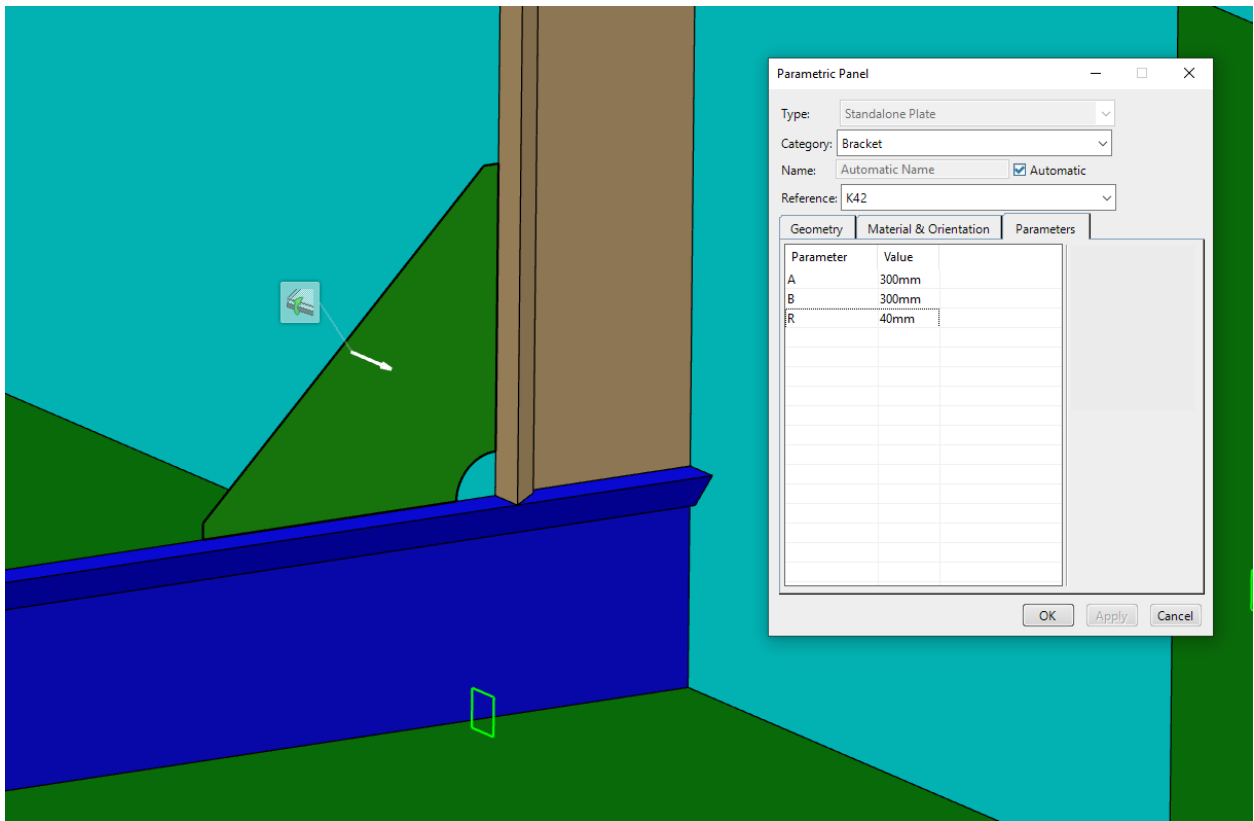 Parametric Panel
Type: Standalone Plate
Category: Bracket
Name: Automatic Name Automatic
Reference: K42
Geometry Material & Orientation Parameters
Parameter Value
A 300mm
B 300mm
R 40mm
OK Apply Cancel